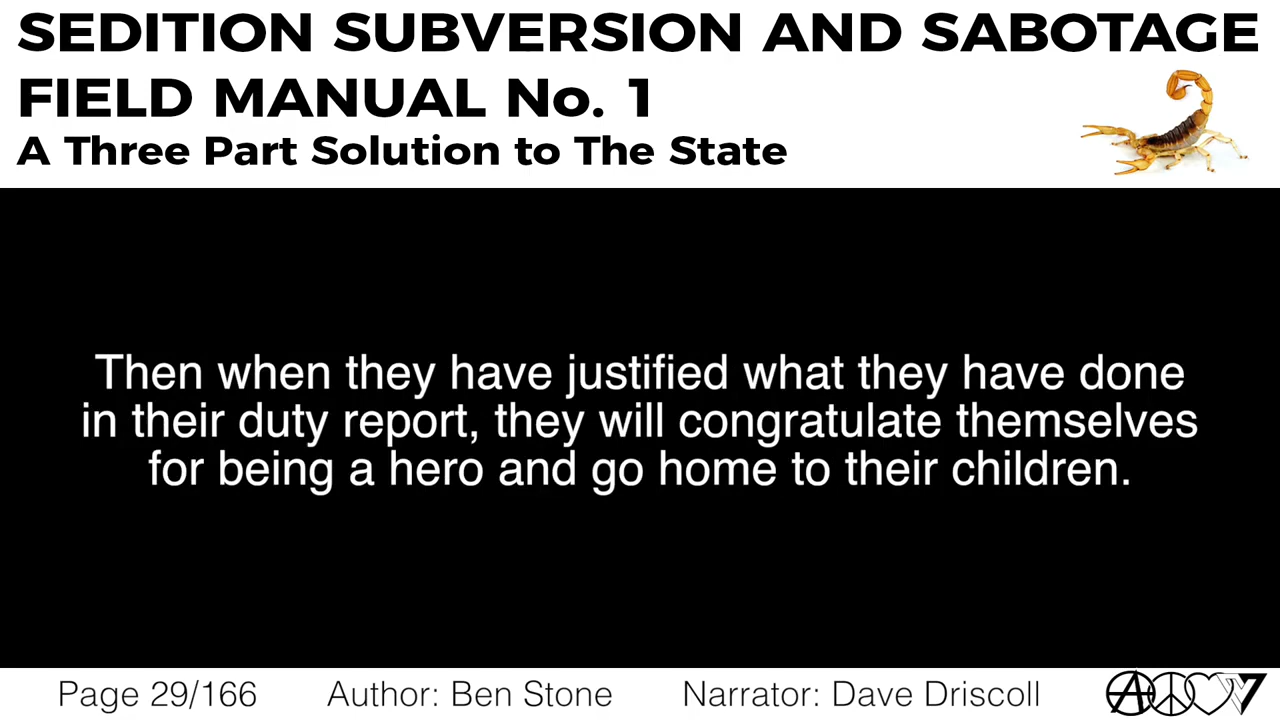 SEDITION SUBVERSION AND SABOTAGE
FIELD MANUAL No. 1
A Three Part Solution to The State
Then when they have justified what they have done
in their duty report, they will congratulate themselves
for being a hero and go home to their children.
Page 29/166 Author: Ben Stone Narrator: Dave Driscoll